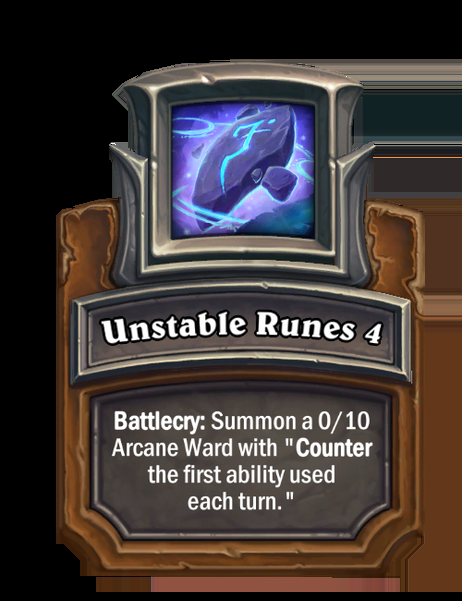 Unstable Runes 4
Battlecry: Summon a 0/10
Arcane Ward with "Counter
the first ability used
each turn."